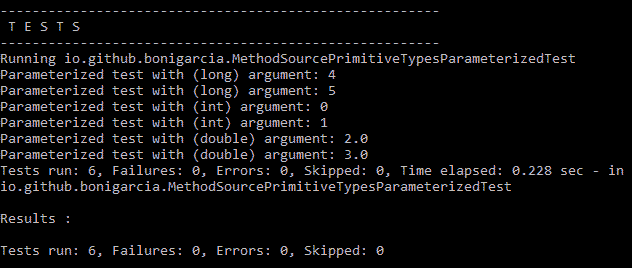 -------------------------------------------------------
 T E S T S
-------------------------------------------------------
Running io.github.bonigarcia.MethodSourcePrimitiveTypesParameterizedTest
Parameterized test with (long) argument: 4
Parameterized test with (long) argument: 5
Parameterized test with (int) argument: 0
Parameterized test with (int) argument: 1
Parameterized test with (double) argument: 2.0
Parameterized test with (double) argument: 3.0
Tests run: 6, Failures: 0, Errors: 0, Skipped: 0, Time elapsed: 0.228 sec - in
io.github.bonigarcia.MethodSourcePrimitiveTypesParameterizedTest
Results :
Tests run: 6, Failures: 0, Errors: 0, Skipped: 0